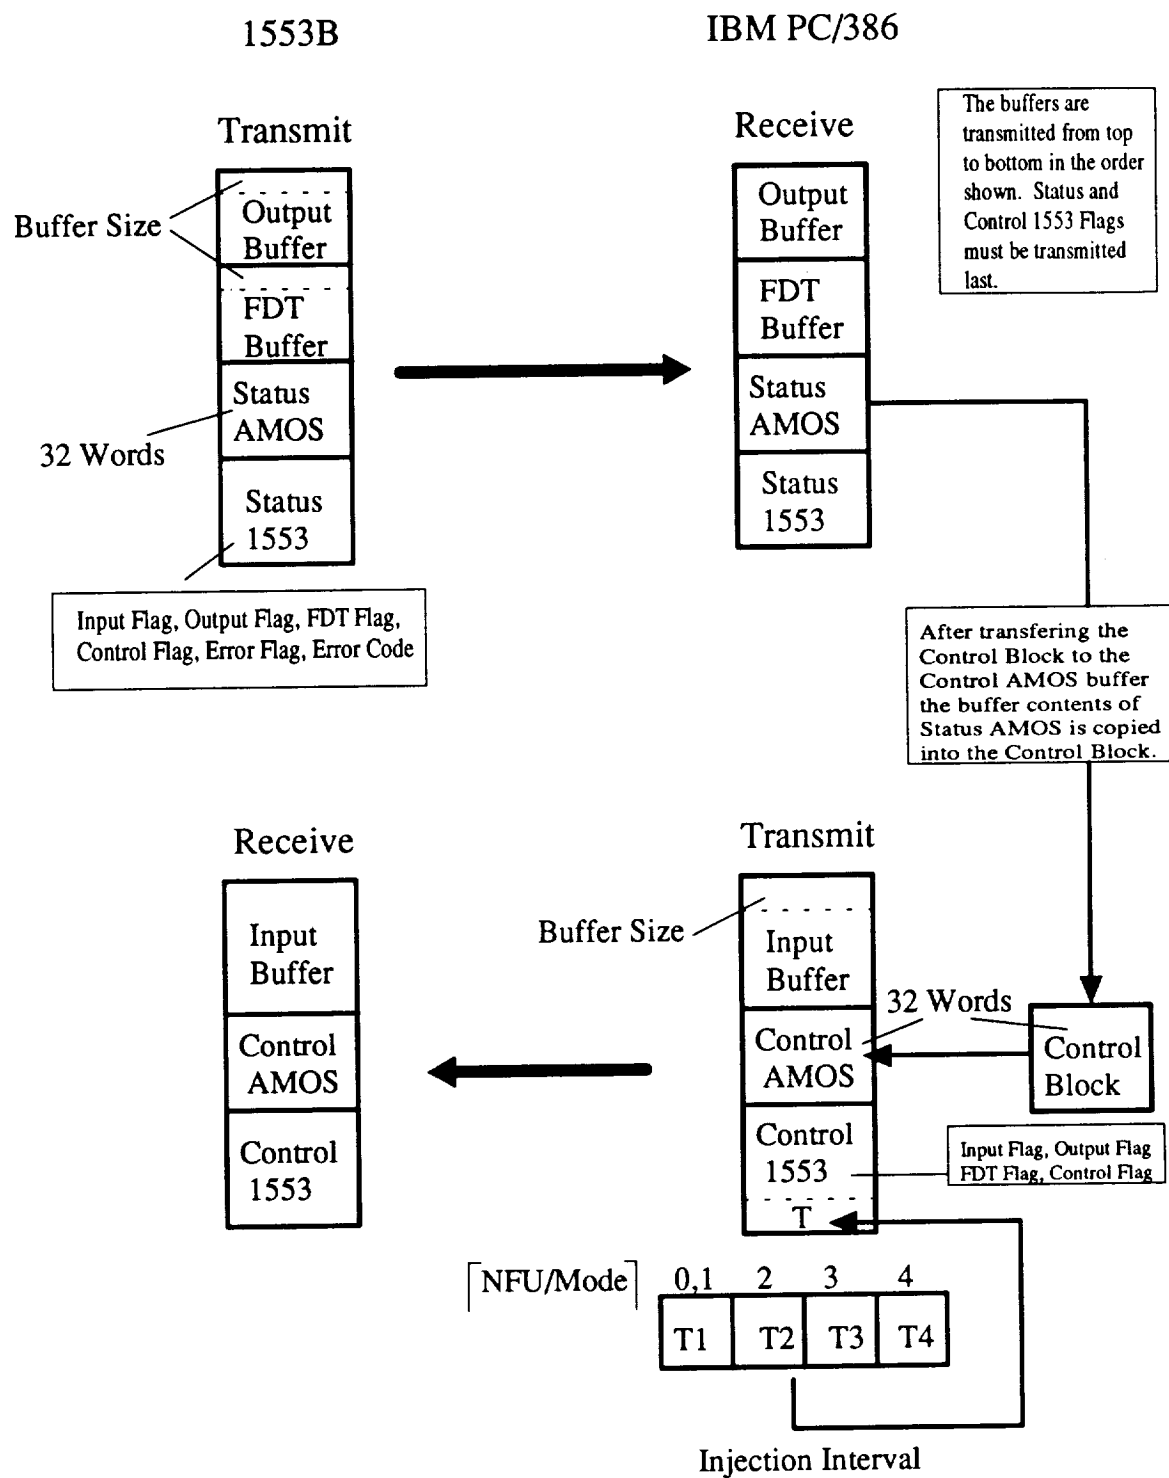 1553B
IBM PC/386
Transmit
Receive
The buffers are
transmitted from top
to bottom in the order
shown. Status and
Control 1553 Flags
must be transmitted
last.
Buffer Size
Output
Buffer
FDT
Buffer
Status
AMOS
32 Words
Status
1553
Output
Buffer
FDT
Buffer
Status
AMOS
Status
1553
Input Flag, Output Flag, FDT Flag,
Control Flag, Error Flag, Error Code
After transfering the
Control Block to the
Control AMOS buffer
the buffer contents of
Status AMOS is copied
into the Control Block.
Receive
Transmit
Input
Buffer
Control
AMOS
Control
1553
Buffer Size
Input
Buffer
32 Words
Control
AMOS
Control
Block
Control
1553
Input Flag, Output Flag
FDT Flag, Control Flag
T
⌈NFU/Mode⌉
0,1 2 3 4
T1 T2 T3 T4
Injection Interval